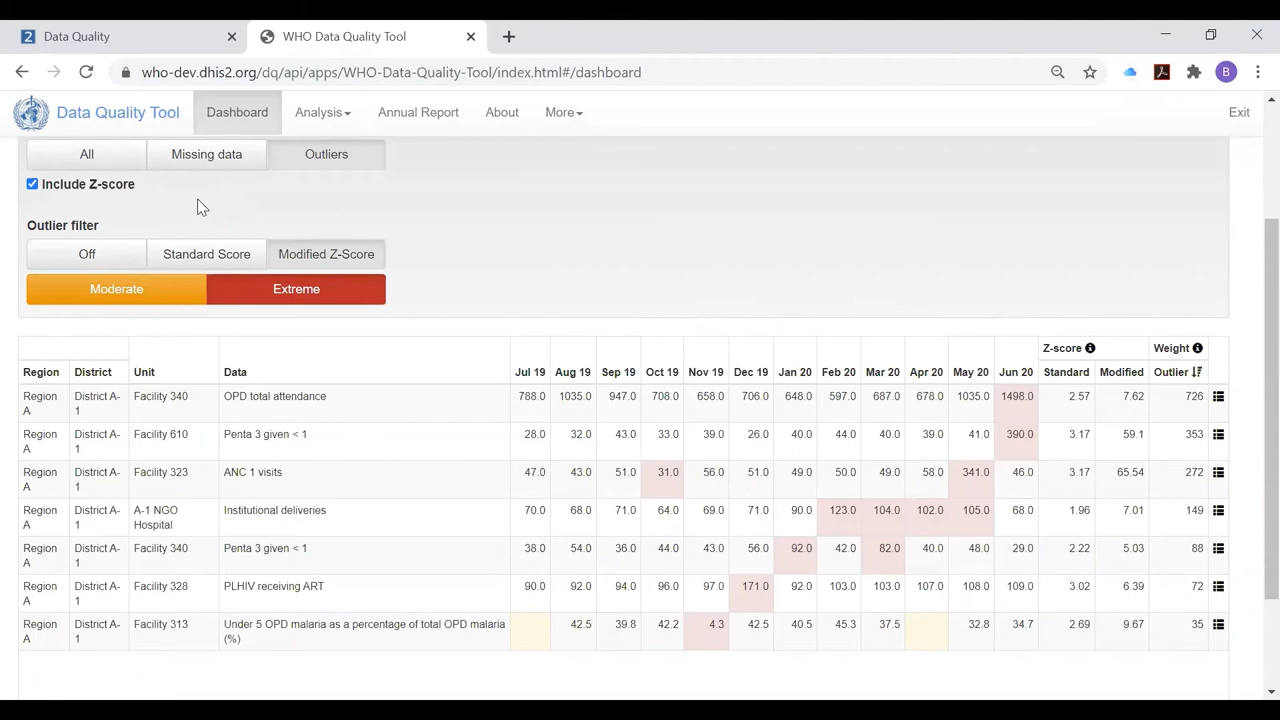 2 Data Quality
WHO Data Quality Tool
who-dev.dhis2.org/dq/api/apps/WHO-Data-Quality-Tool/index.html#/dashboard
B
Data Quality Tool Dashboard Analysis Annual Report About More Exit
All Missing data Outliers
Include Z-score
Outlier filter
Off Standard Score Modified Z-Score
Moderate Extreme
Z-score Weight
Region District Unit Data Jul 19 Aug 19 Sep 19 Oct 19 Nov 19 Dec 19 Jan 20 Feb 20 Mar 20 Apr 20 May 20 Jun 20 Standard Modified Outlier
Region District A- Facility 340 OPD total attendance 788.0 1035.0 947.0 708.0 658.0 706.0 648.0 597.0 687.0 678.0 1035.0 1498.0 2.57 7.62 726
A 1
Region District A- Facility 610 Penta 3 given < 1 28.0 32.0 43.0 33.0 39.0 26.0 40.0 44.0 40.0 39.0 41.0 390.0 3.17 59.1 353
A 1
Region District A- Facility 323 ANC 1 visits 47.0 43.0 51.0 31.0 56.0 51.0 49.0 50.0 49.0 58.0 341.0 46.0 3.17 65.54 272
A 1
Region District A- A-1 NGO Institutional deliveries 70.0 68.0 71.0 64.0 69.0 71.0 90.0 123.0 104.0 102.0 105.0 68.0 1.96 7.01 149
A 1 Hospital
Region District A- Facility 340 Penta 3 given < 1 38.0 54.0 36.0 44.0 43.0 56.0 92.0 42.0 82.0 40.0 48.0 29.0 2.22 5.03 88
A 1
Region District A- Facility 328 PLHIV receiving ART 90.0 92.0 94.0 96.0 97.0 171.0 92.0 103.0 103.0 107.0 108.0 109.0 3.02 6.39 72
A 1
Region District A- Facility 313 Under 5 OPD malaria as a percentage of total OPD malaria 42.5 39.8 42.2 4.3 42.5 40.5 45.3 37.5 32.8 34.7 2.69 9.67 35
A 1 (%)